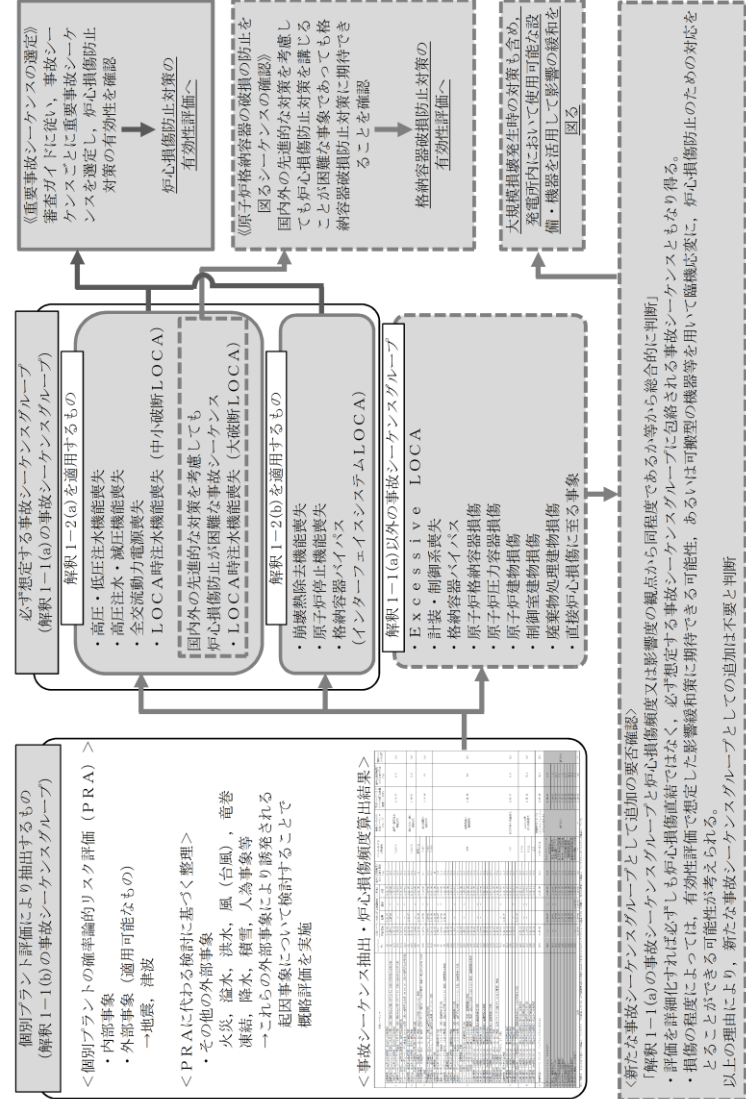 個別プラント評価により抽出するもの
(解釈1-1(b)の事故シーケンスグループ)
＜個別プラントの確率論的リスク評価（PRA）＞
・内部事象
・外部事象（適用可能なもの）
→地震，津波
＜PRAに代わる検討に基づく整理＞
・その他の外部事象
火災，溢水，洪水，風（台風），竜巻
凍結，降水，積雪，人為事象等
→これらの外部事象により誘発される
起因事象について検討することで
概略評価を実施
＜事故シーケンス抽出・炉心損傷頻度算出結果＞
必ず想定する事故シーケンスグループ
(解釈1-1(a)の事故シーケンスグループ)
解釈1-2(a)を適用するもの
・高圧・低圧注水機能喪失
・高圧注水・減圧機能喪失
・全交流動力電源喪失
・LOCA時注水機能喪失（中小破断LOCA）
国内外の先進的な対策を考慮しても
炉心損傷防止が困難な事故シーケンス
・LOCA時注水機能喪失（大破断LOCA）
解釈1-2(b)を適用するもの
・崩壊熱除去機能喪失
・原子炉停止機能喪失
・格納容器バイパス
(インターフェイスシステムLOCA)
解釈1-1(a)以外の事故シーケンスグループ
・Excessive LOCA
・計装・制御系喪失
・格納容器バイパス
・原子炉格納容器損傷
・原子炉圧力容器損傷
・原子炉建物損傷
・制御室建物損傷
・廃棄物処理建物損傷
・直接炉心損傷に至る事象
《重要事故シーケンスの選定》
審査ガイドに従い，事故シー
ケンスごとに重要事故シーケ
ンスを選定し，炉心損傷防止
対策の有効性を確認
炉心損傷防止対策の
有効性評価へ
《原子炉格納容器の破損の防止を
図るシーケンスの確認》
国内外の先進的な対策を考慮し
ても炉心損傷防止対策を講じる
ことが困難な事象であっても格
納容器破損防止対策に期待でき
ることを確認
格納容器破損防止対策の
有効性評価へ
大規模損壊発生時の対策も含め，
発電所内において使用可能な設
備・機器を活用して影響の緩和を
図る
＜新たな事故シーケンスグループとして追加の要否確認＞
「解釈1-1(a)の事故シーケンスグループと炉心損傷頻度又は影響度の観点から同程度であるか等から総合的に判断」
・評価を詳細化すれば必ずしも炉心損傷直結ではなく，必ず想定する事故シーケンスグループに包絡される事故シーケンスともなり得る。
・損傷の程度によっては，有効性評価で想定した影響緩和策に期待できる可能性，あるいは可搬型の機器等を用いて臨機応変に，炉心損傷防止のための対応を
とることができる可能性が考えられる。
以上の理由により，新たな事故シーケンスグループとしての追加は不要と判断